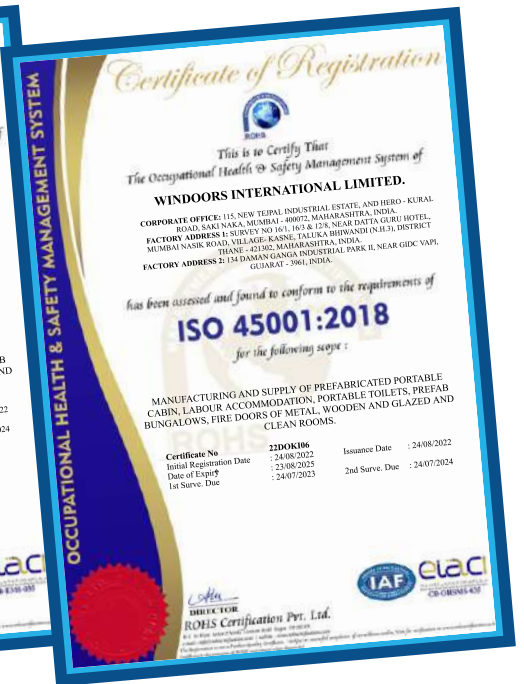 OCCUPATIONAL HEALTH & SAFETY MANAGEMENT SYSTEM
Certificate of Registration
ROHS
This is to Certify That
The Occupational Health & Safety Management System of
WINDOORS INTERNATIONAL LIMITED.
CORPORATE OFFICE: 115, NEW TEJPAL INDUSTRIAL ESTATE, AND HERO - KURAL
ROAD, SAKI NAKA, MUMBAI - 400072, MAHARASHTRA, INDIA.
FACTORY ADDRESS 1: SURVEY NO 16/1, 16/3 & 12/8, NEAR DATTA GURU HOTEL,
MUMBAI NASIK ROAD, VILLAGE- KASNE, TALUKA BHIWANDI (N.H.3), DISTRICT
THANE - 421302, MAHARASHTRA, INDIA.
FACTORY ADDRESS 2: 134 DAMAN GANGA INDUSTRIAL PARK II, NEAR GIDC VAPI,
GUJARAT - 3961, INDIA.
has been assessed and found to conform to the requirements of
ISO 45001:2018
for the following scope :
MANUFACTURING AND SUPPLY OF PREFABRICATED PORTABLE
CABIN, LABOUR ACCOMMODATION, PORTABLE TOILETS, PREFAB
BUNGALOWS, FIRE DOORS OF METAL, WOODEN AND GLAZED AND
CLEAN ROOMS.
ROHS
Certificate No 22DOKI06
Initial Registration Date : 24/08/2022 Issuance Date : 24/08/2022
Date of Expiry : 23/08/2025
1st Surve. Due : 24/07/2023 2nd Surve. Due : 24/07/2024
DIRECTOR
ROHS Certification Pvt. Ltd.
IAF
elaci